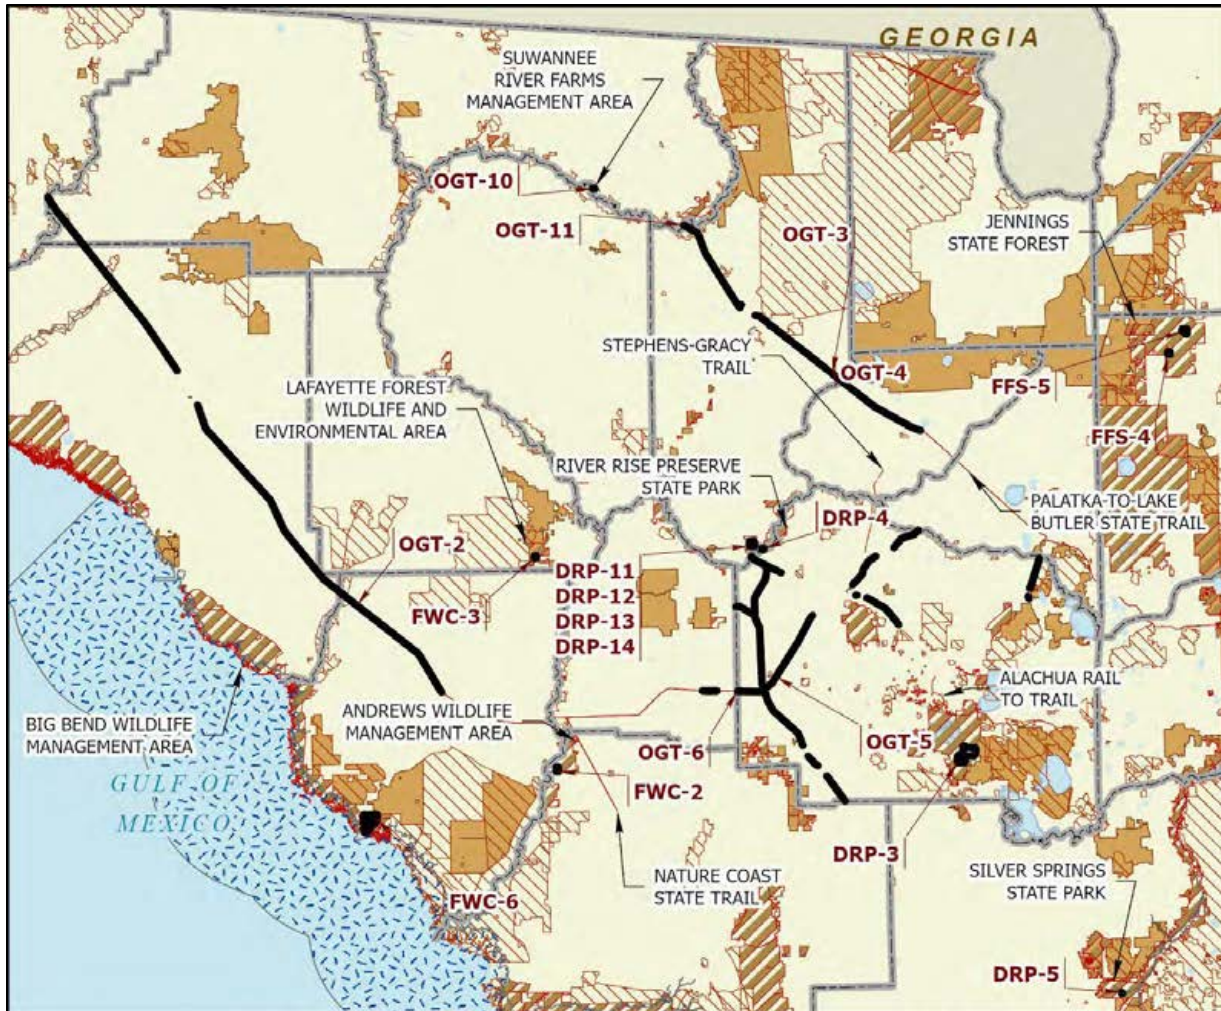 GEORGIA
SUWANNEE
RIVER FARMS
MANAGEMENT AREA
OGT-10
OGT-11
OGT-3
JENNINGS
STATE FOREST
STEPHENS-GRACY
TRAIL
OGT-4
FFS-5
LAFAYETTE FOREST
WILDLIFE AND
ENVIRONMENTAL AREA
FFS-4
RIVER RISE PRESERVE
STATE PARK
PALATKA-TO-LAKE
BUTLER STATE TRAIL
DRP-4
OGT-2
DRP-11
DRP-12
DRP-13
DRP-14
FWC-3
ALACHUA RAIL
TO TRAIL
BIG BEND WILDLIFE
MANAGEMENT AREA
ANDREWS WILDLIFE
MANAGEMENT AREA
OGT-6
OGT-5
GULF OF
MEXICO
FWC-2
DRP-3
NATURE COAST
STATE TRAIL
SILVER SPRINGS
STATE PARK
FWC-6
DRP-5